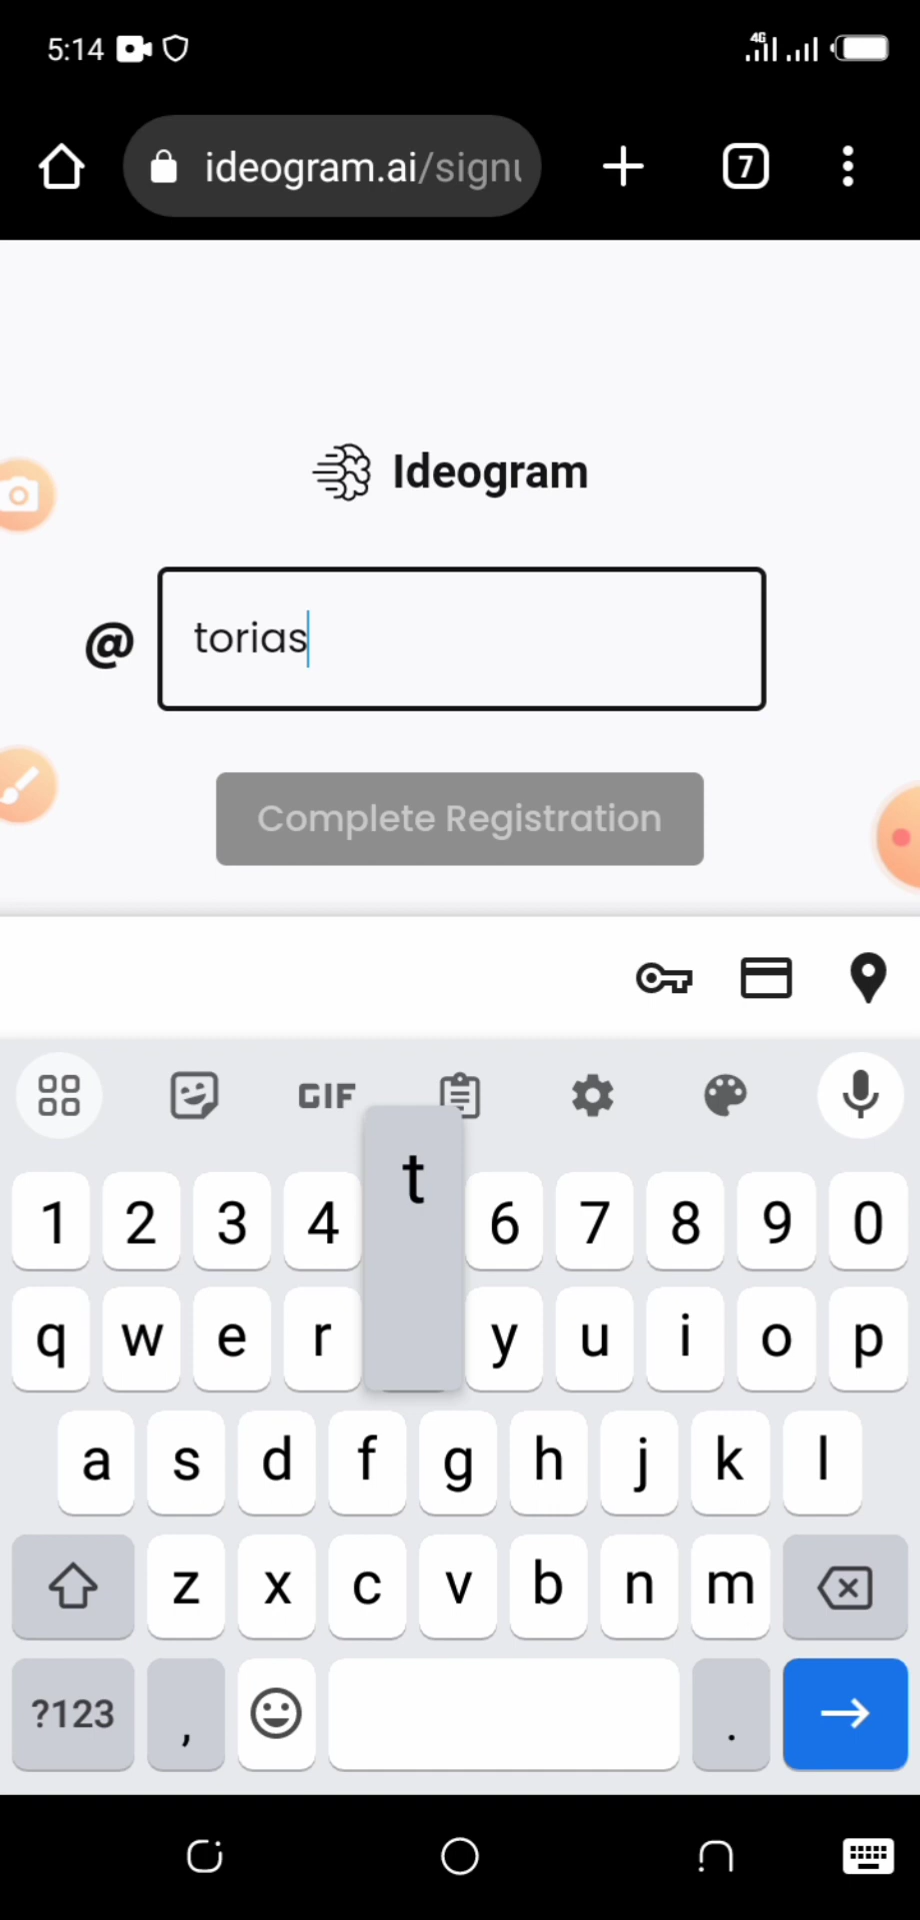 5:14
4G
ideogram.ai/signu
7
Ideogram
@ torias
Complete Registration
GIF
t
1 2 3 4 6 7 8 9 0
q w e r y u i o p
a s d f g h j k l
z x c v b n m
?123 , .